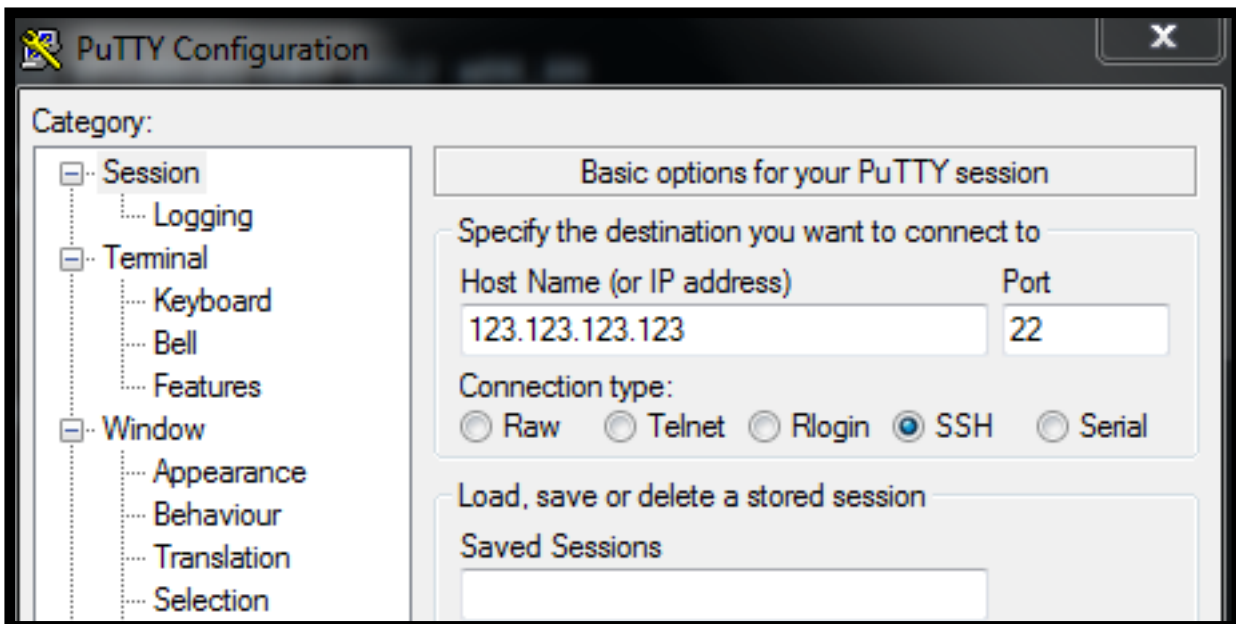 PuTTY Configuration
Category:
Session
Logging
Terminal
Keyboard
Bell
Features
Window
Appearance
Behaviour
Translation
Selection
Basic options for your PuTTY session
Specify the destination you want to connect to
Host Name (or IP address) Port
123.123.123.123 22
Connection type:
Raw Telnet Rlogin SSH Serial
Load, save or delete a stored session
Saved Sessions